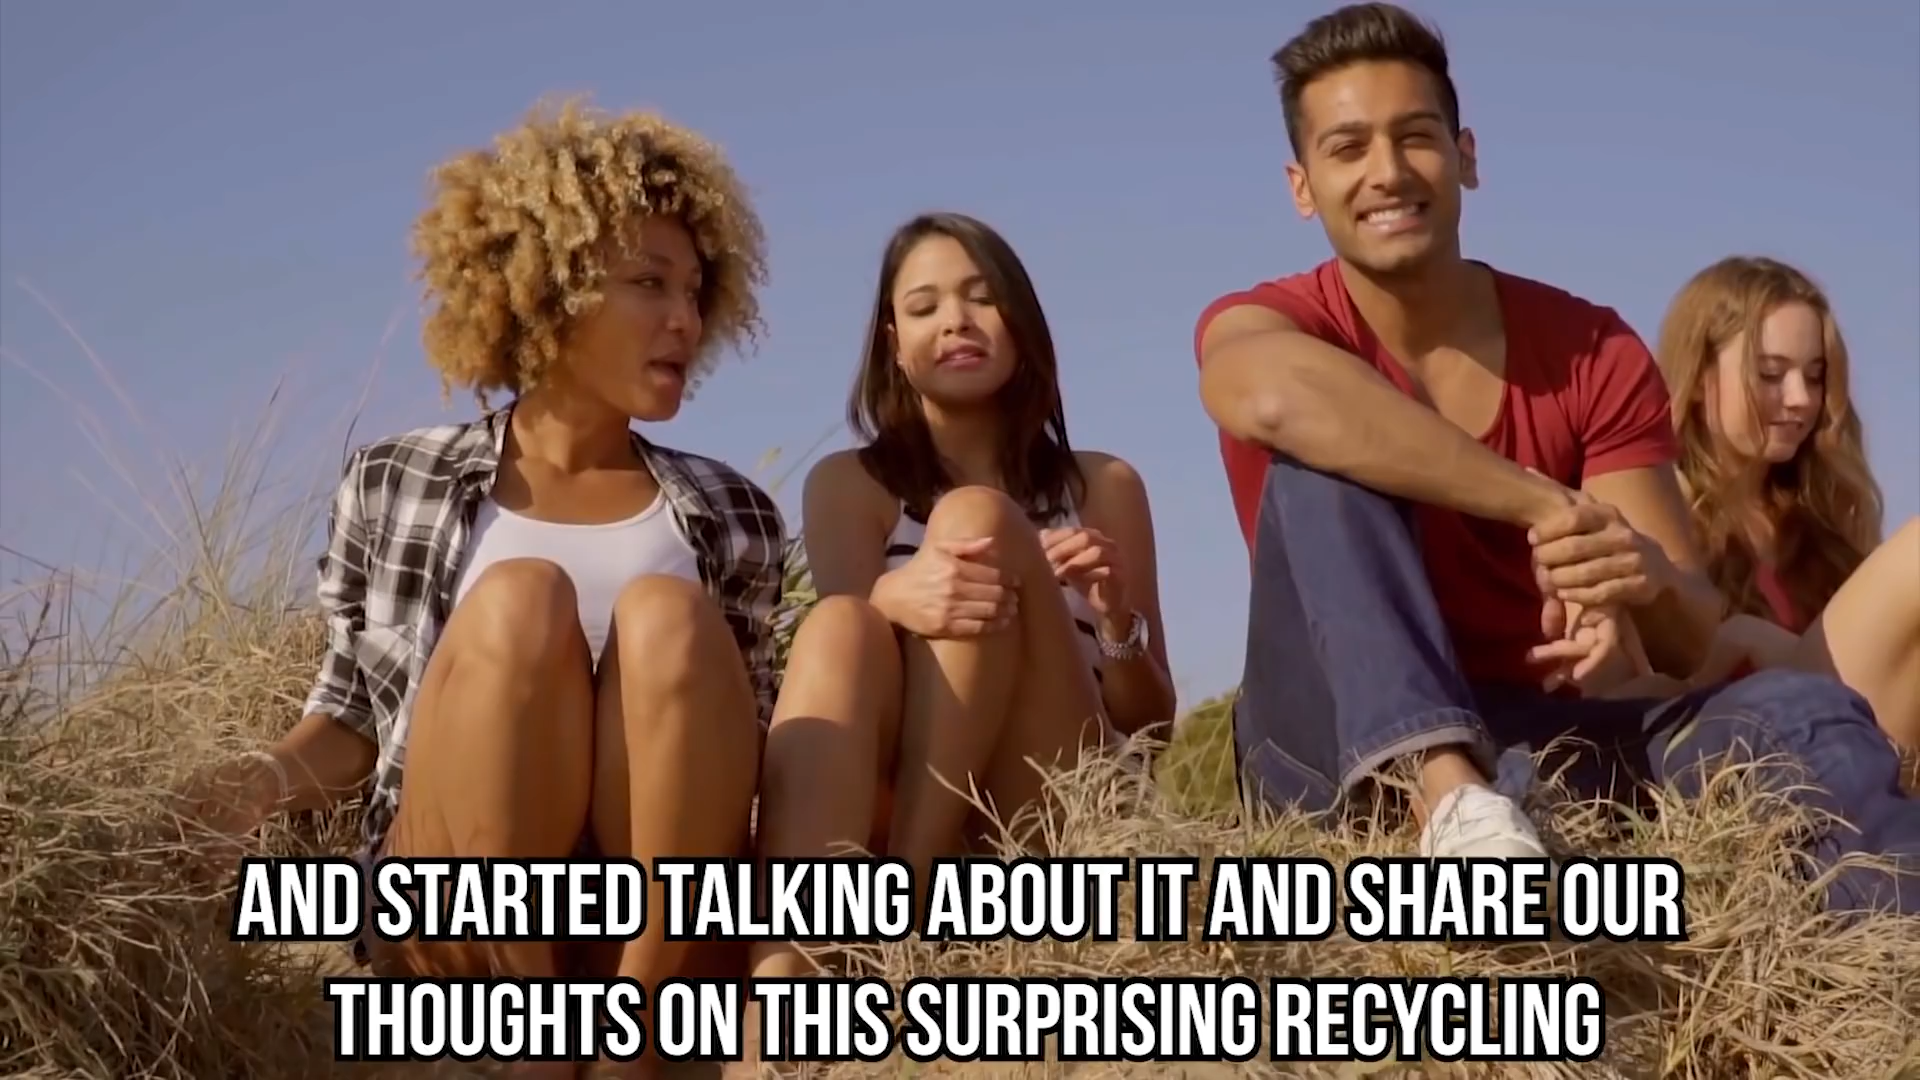 AND STARTED TALKING ABOUT IT AND SHARE OUR
THOUGHTS ON THIS SURPRISING RECYCLING